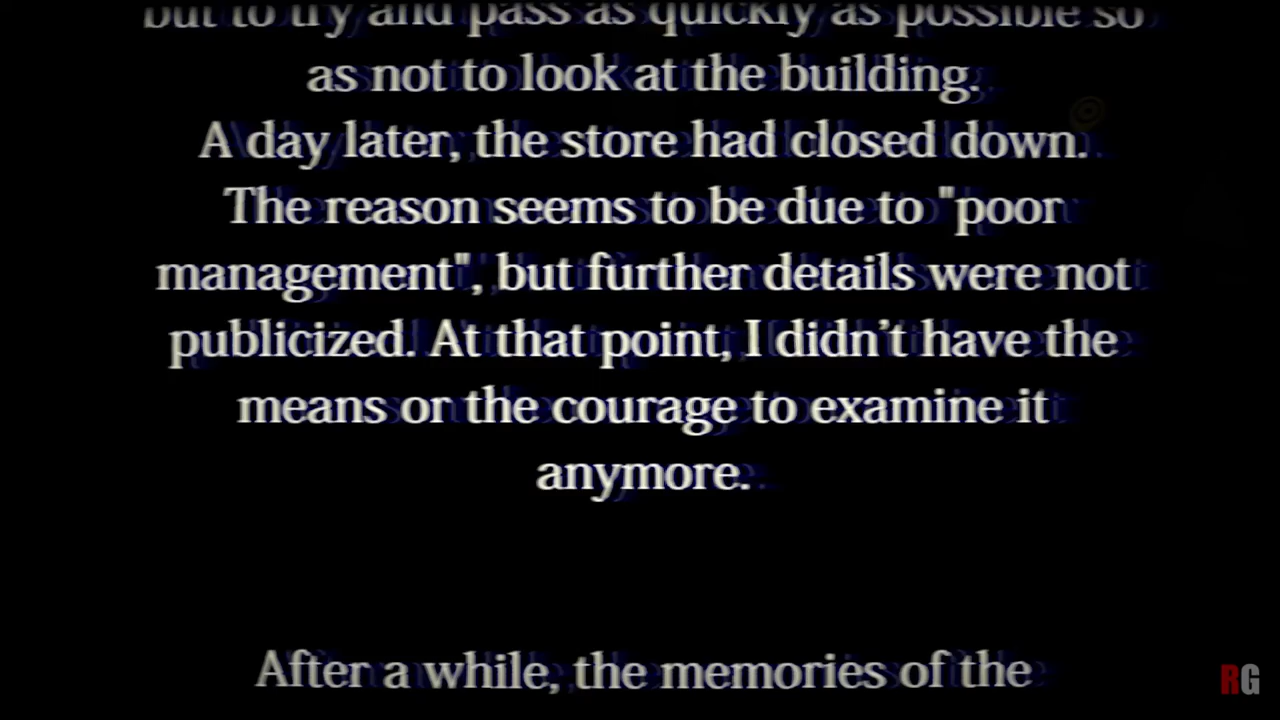 but to try and pass as quickly as possible so
as not to look at the building.
A day later, the store had closed down.
The reason seems to be due to "poor
management", but further details were not
publicized. At that point, I didn’t have the
means or the courage to examine it
anymore.
After a while, the memories of the
RG